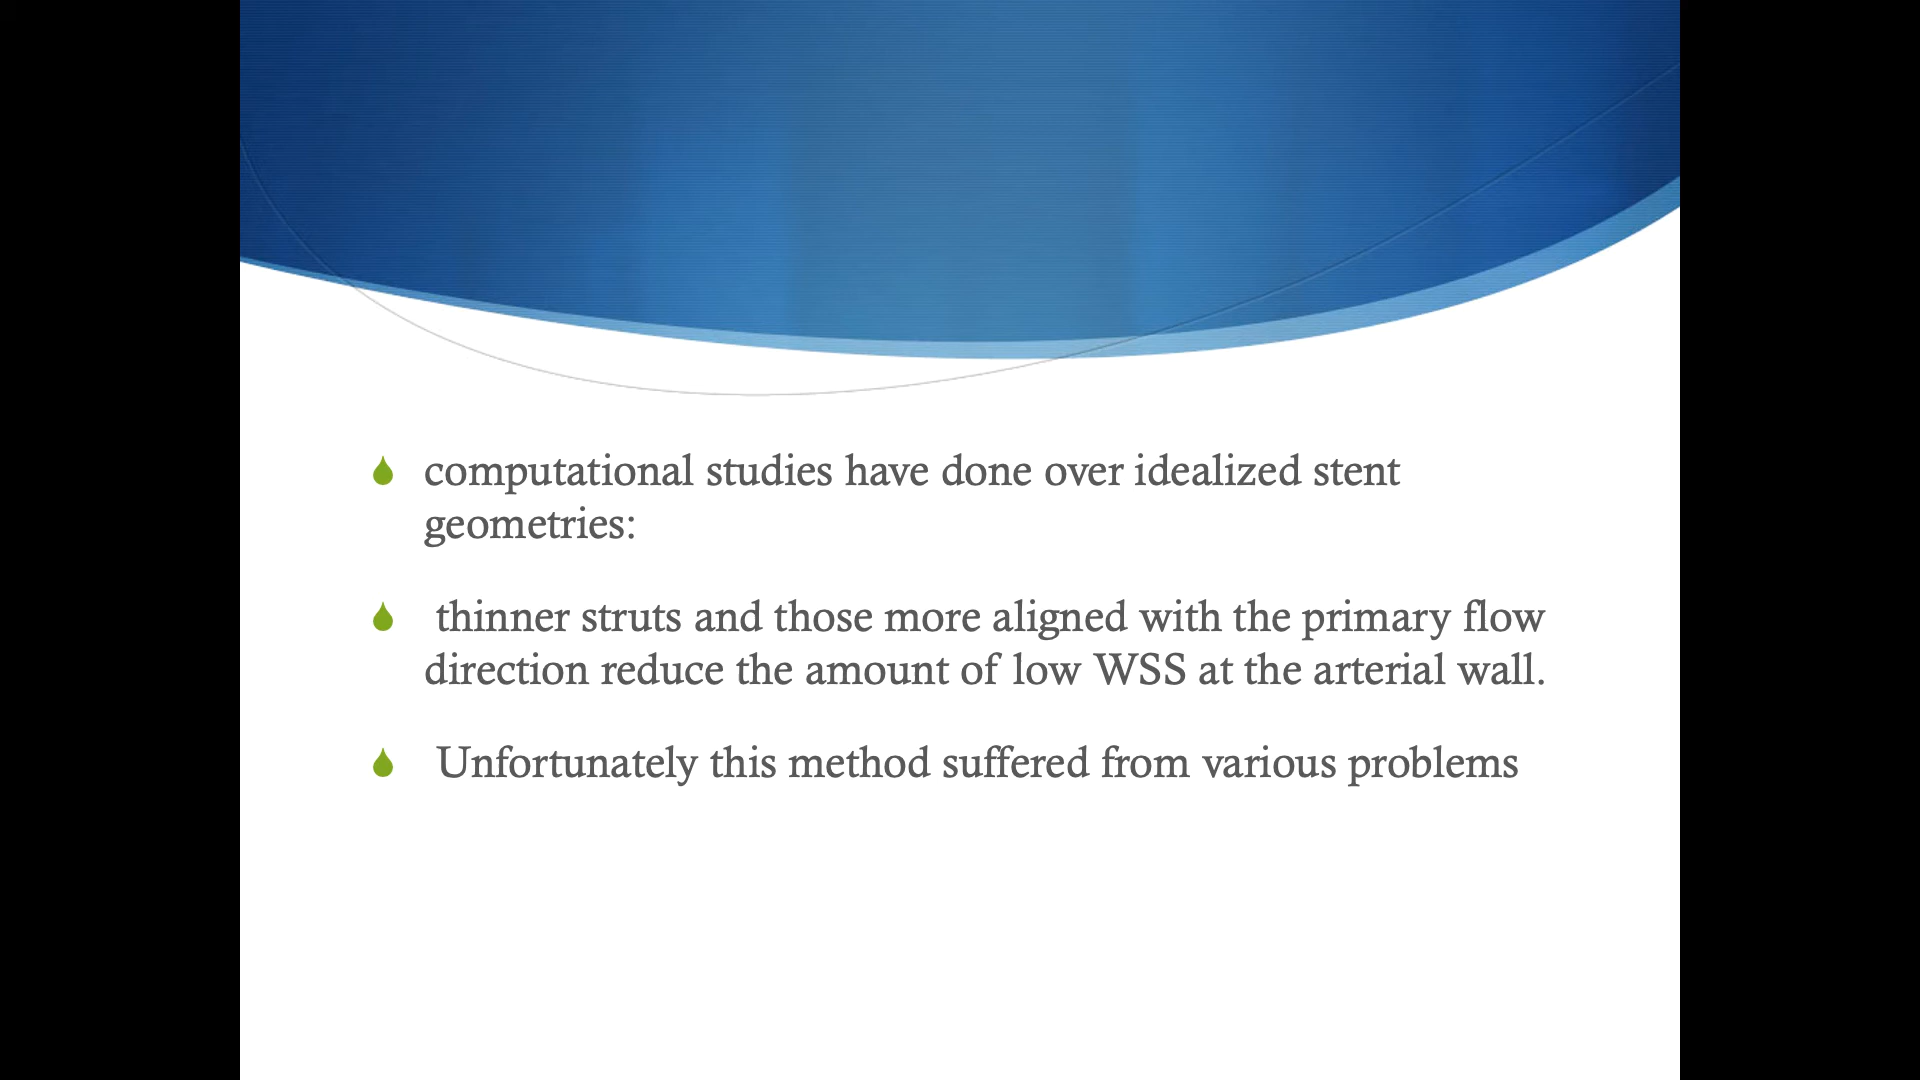 computational studies have done over idealized stent
geometries:
thinner struts and those more aligned with the primary flow
direction reduce the amount of low WSS at the arterial wall.
Unfortunately this method suffered from various problems